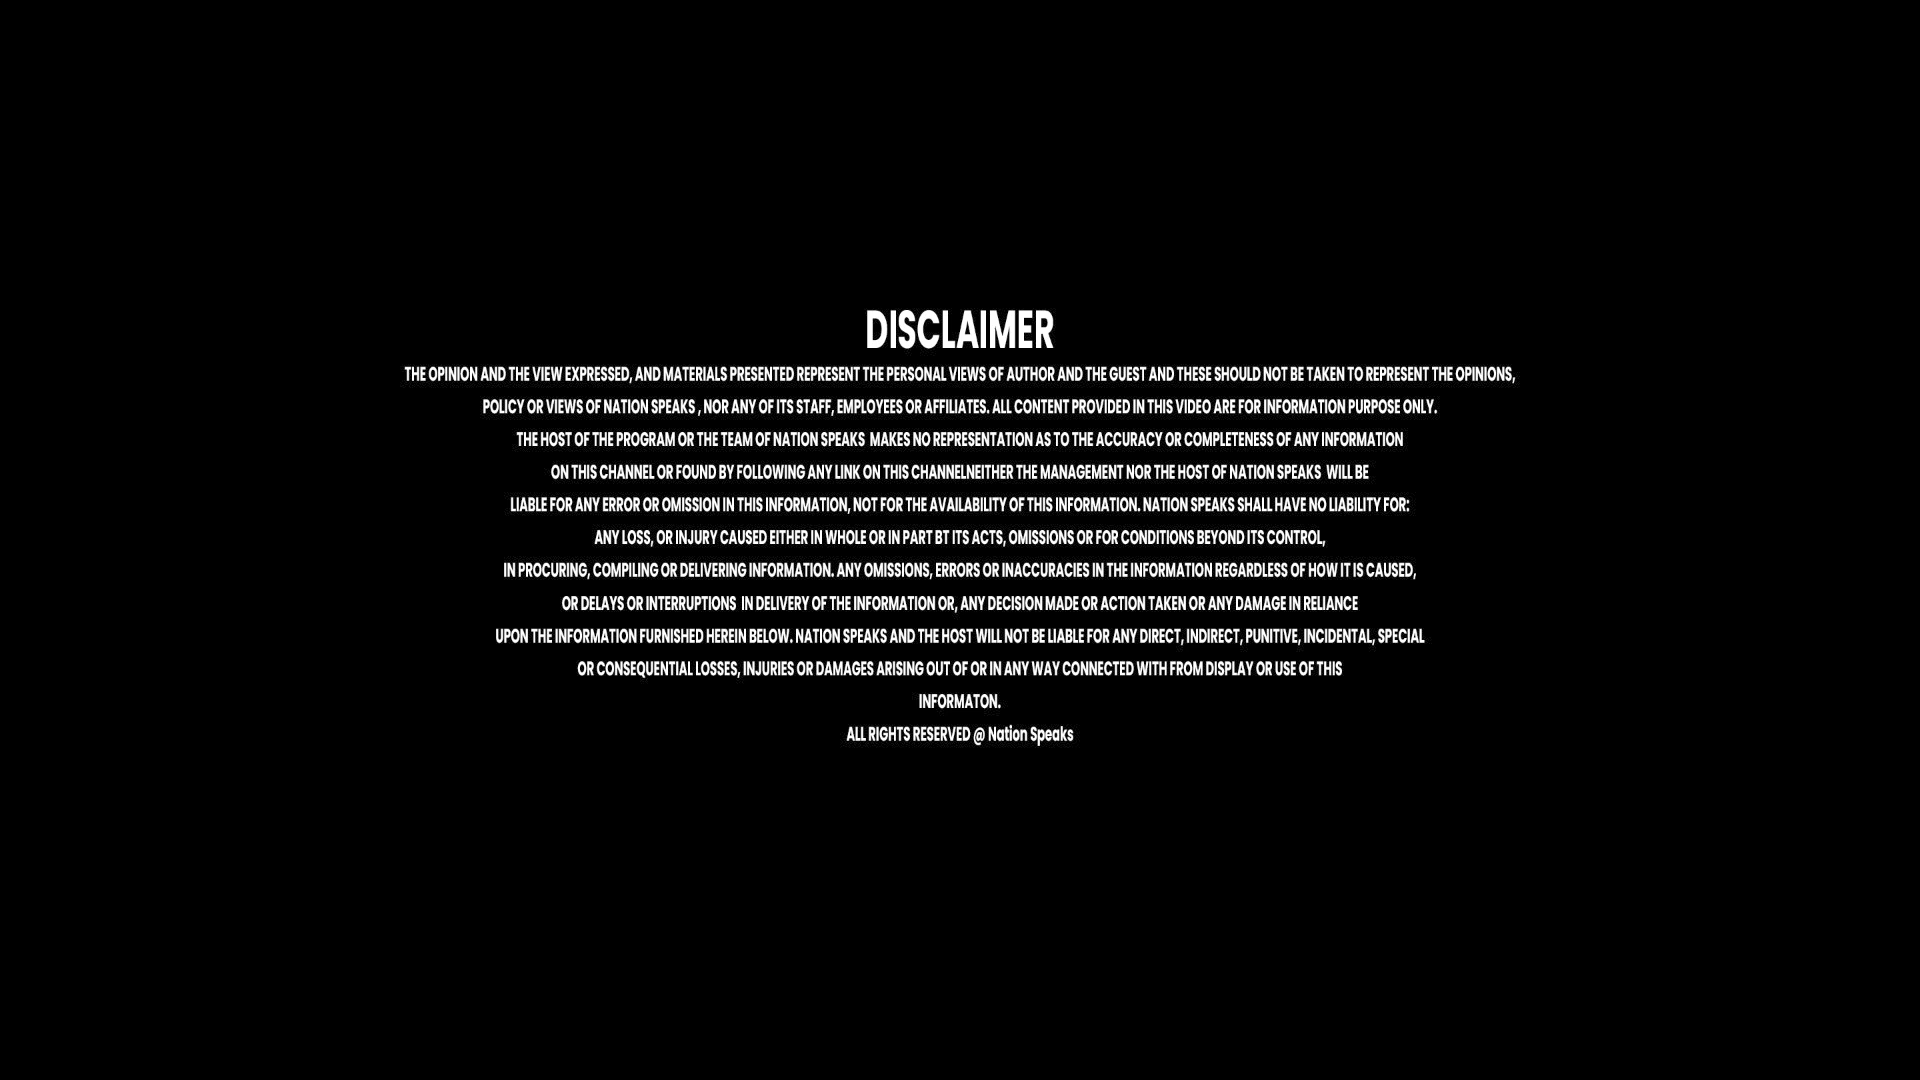 DISCLAIMER
THE OPINION AND THE VIEW EXPRESSED, AND MATERIALS PRESENTED REPRESENT THE PERSONAL VIEWS OF AUTHOR AND THE GUEST AND THESE SHOULD NOT BE TAKEN TO REPRESENT THE OPINIONS,
POLICY OR VIEWS OF NATION SPEAKS , NOR ANY OF ITS STAFF, EMPLOYEES OR AFFILIATES. ALL CONTENT PROVIDED IN THIS VIDEO ARE FOR INFORMATION PURPOSE ONLY.
THE HOST OF THE PROGRAM OR THE TEAM OF NATION SPEAKS  MAKES NO REPRESENTATION AS TO THE ACCURACY OR COMPLETENESS OF ANY INFORMATION
ON THIS CHANNEL OR FOUND BY FOLLOWING ANY LINK ON THIS CHANNELNEITHER THE MANAGEMENT NOR THE HOST OF NATION SPEAKS  WILL BE
LIABLE FOR ANY ERROR OR OMISSION IN THIS INFORMATION, NOT FOR THE AVAILABILITY OF THIS INFORMATION. NATION SPEAKS SHALL HAVE NO LIABILITY FOR:
ANY LOSS, OR INJURY CAUSED EITHER IN WHOLE OR IN PART BT ITS ACTS, OMISSIONS OR FOR CONDITIONS BEYOND ITS CONTROL,
IN PROCURING, COMPILING OR DELIVERING INFORMATION. ANY OMISSIONS, ERRORS OR INACCURACIES IN THE INFORMATION REGARDLESS OF HOW IT IS CAUSED,
OR DELAYS OR INTERRUPTIONS  IN DELIVERY OF THE INFORMATION OR, ANY DECISION MADE OR ACTION TAKEN OR ANY DAMAGE IN RELIANCE
UPON THE INFORMATION FURNISHED HEREIN BELOW. NATION SPEAKS AND THE HOST WILL NOT BE LIABLE FOR ANY DIRECT, INDIRECT, PUNITIVE, INCIDENTAL, SPECIAL
OR CONSEQUENTIAL LOSSES, INJURIES OR DAMAGES ARISING OUT OF OR IN ANY WAY CONNECTED WITH FROM DISPLAY OR USE OF THIS
INFORMATON.
ALL RIGHTS RESERVED @ Nation Speaks